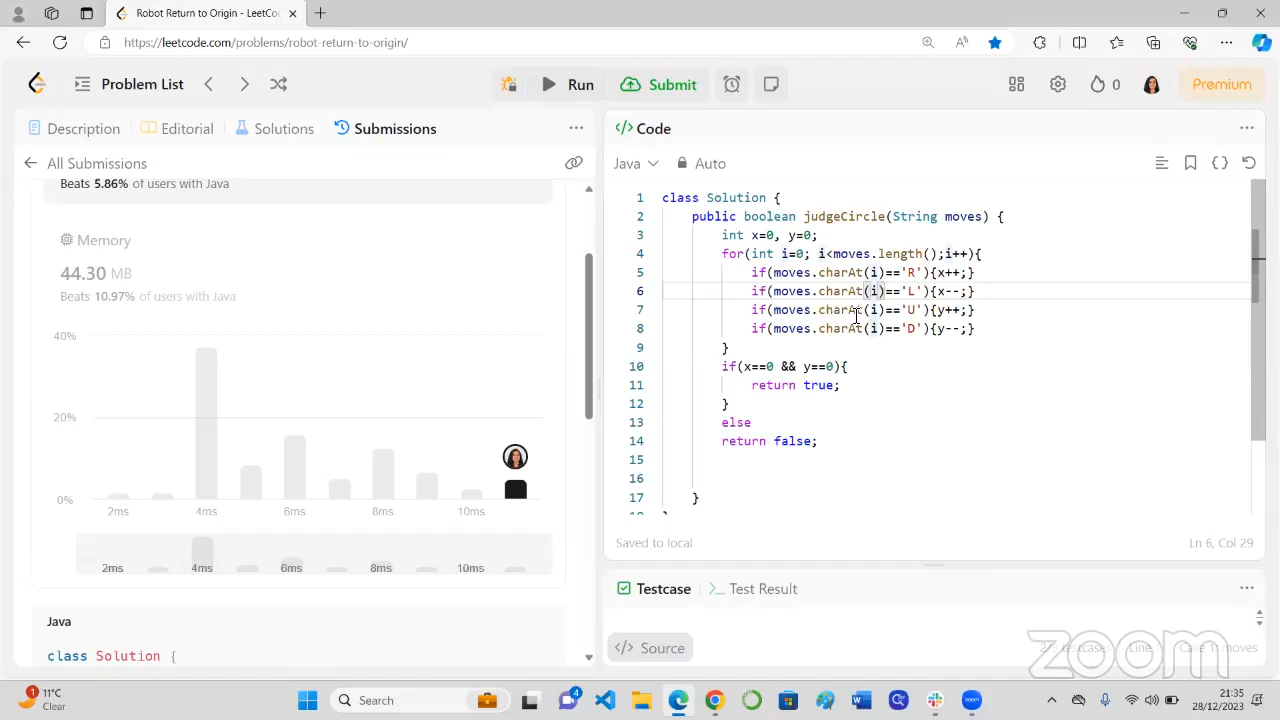 Robot Return to Origin - LeetCo
https://leetcode.com/problems/robot-return-to-origin/
Problem List
Run
Submit
0
Premium
Description
Editorial
Solutions
Submissions
All Submissions
Beats 5.86% of users with Java
Memory
44.30 MB
Beats 10.97% of users with Java
40%
20%
0%
2ms
4ms
6ms
8ms
10ms
2ms
4ms
6ms
8ms
10ms
Java
class Solution {
</> Code
Java
Auto
1 class Solution {
2 public boolean judgeCircle(String moves) {
3 int x=0, y=0;
4 for(int i=0; i<moves.length();i++){
5 if(moves.charAt(i)=='R'){x++;}
6 if(moves.charAt(i)=='L'){x--;}
7 if(moves.charAt(i)=='U'){y++;}
8 if(moves.charAt(i)=='D'){y--;}
9 }
10 if(x==0 && y==0){
11 return true;
12 }
13 else
14 return false;
15
16
17 }
Saved to local
Ln 6, Col 29
Testcase
Test Result
</> Source
Case 1: moves
zoom
1
11°C
Clear
Search
4
zoom
21:35
28/12/2023